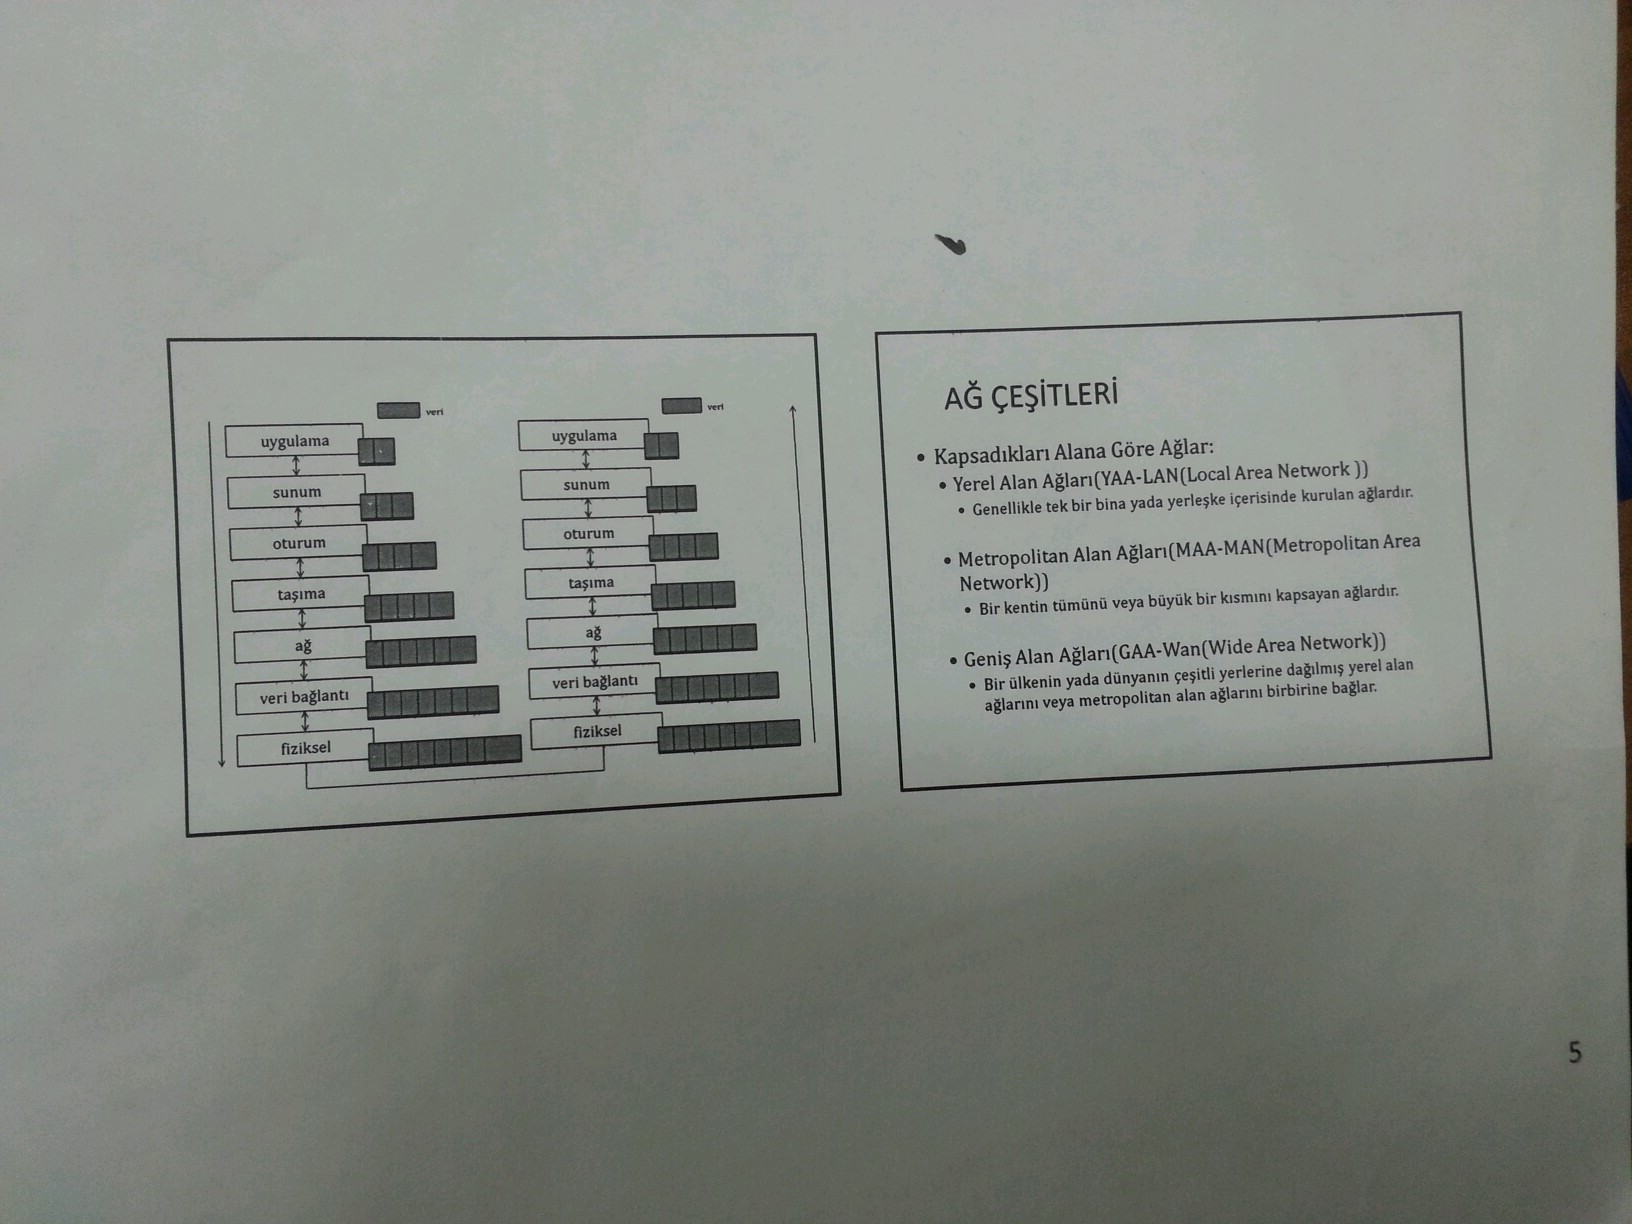 veri
uygulama
sunum
oturum
taşıma
ağ
veri bağlantı
fiziksel
veri
uygulama
sunum
oturum
taşıma
ağ
veri bağlantı
fiziksel
AĞ ÇEŞİTLERİ
• Kapsadıkları Alana Göre Ağlar:
• Yerel Alan Ağları(YAA-LAN(Local Area Network ))
• Genellikle tek bir bina yada yerleşke içerisinde kurulan ağlardır.
• Metropolitan Alan Ağları(MAA-MAN(Metropolitan Area
Network))
• Bir kentin tümünü veya büyük bir kısmını kapsayan ağlardır.
• Geniş Alan Ağları(GAA-Wan(Wide Area Network))
• Bir ülkenin yada dünyanın çeşitli yerlerine dağılmış yerel alan
ağlarını veya metropolitan alan ağlarını birbirine bağlar.
5